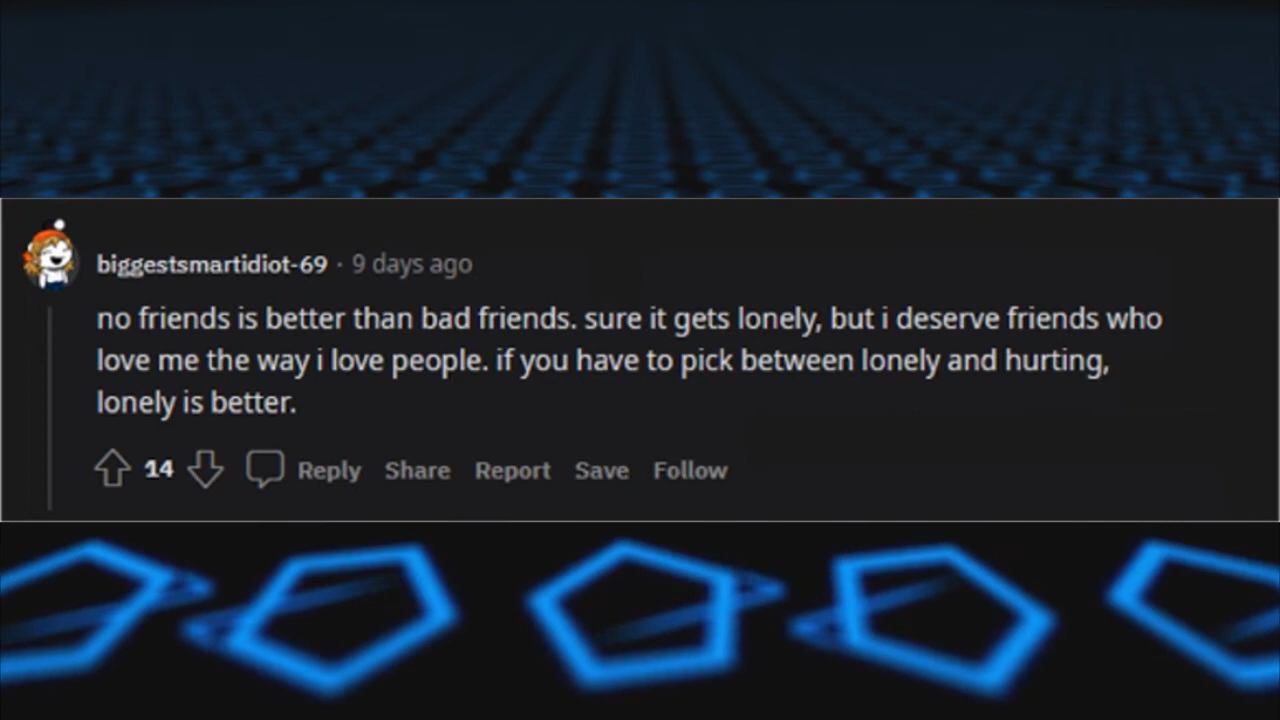 biggestsmartidiot-69 · 9 days ago
no friends is better than bad friends. sure it gets lonely, but i deserve friends who
love me the way i love people. if you have to pick between lonely and hurting,
lonely is better.
14 Reply Share Report Save Follow